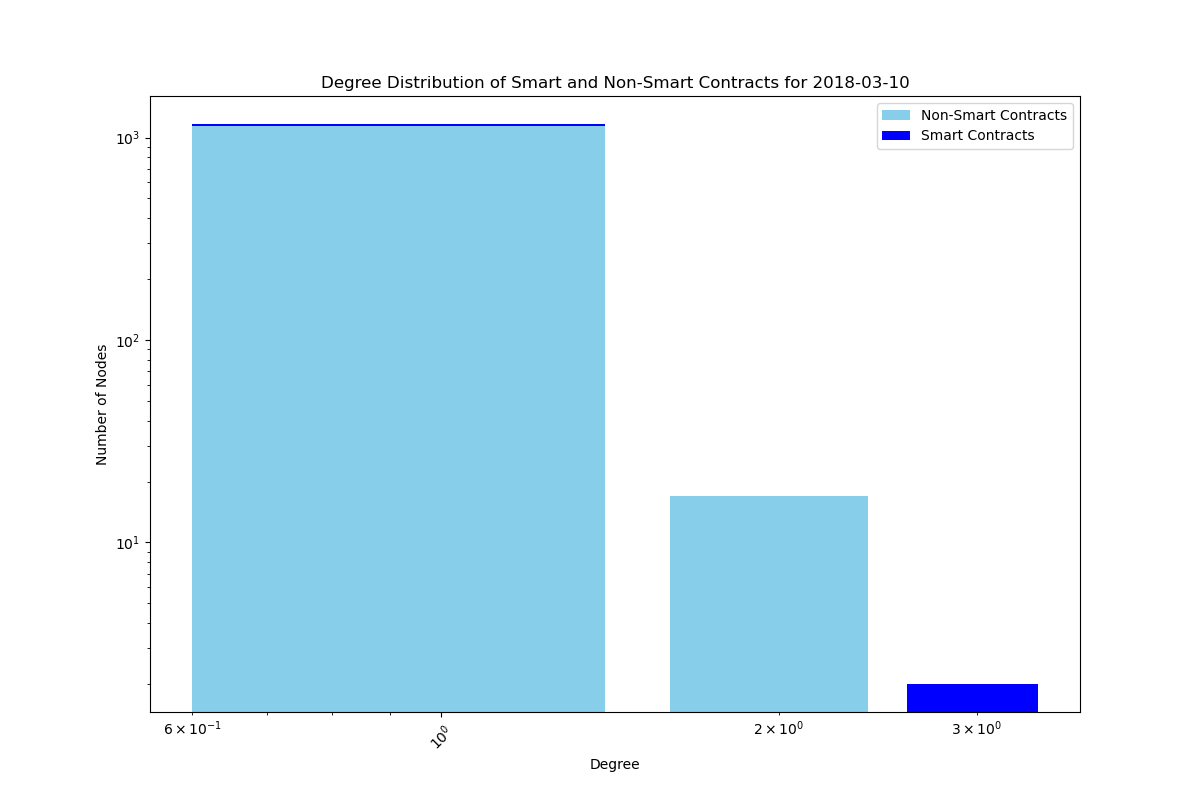 Degree Distribution of Smart and Non-Smart Contracts for 2018-03-10
Non-Smart Contracts
Smart Contracts
10³
10²
10¹
Number of Nodes
6 × 10⁻¹
10⁰
2 × 10⁰
3 × 10⁰
Degree